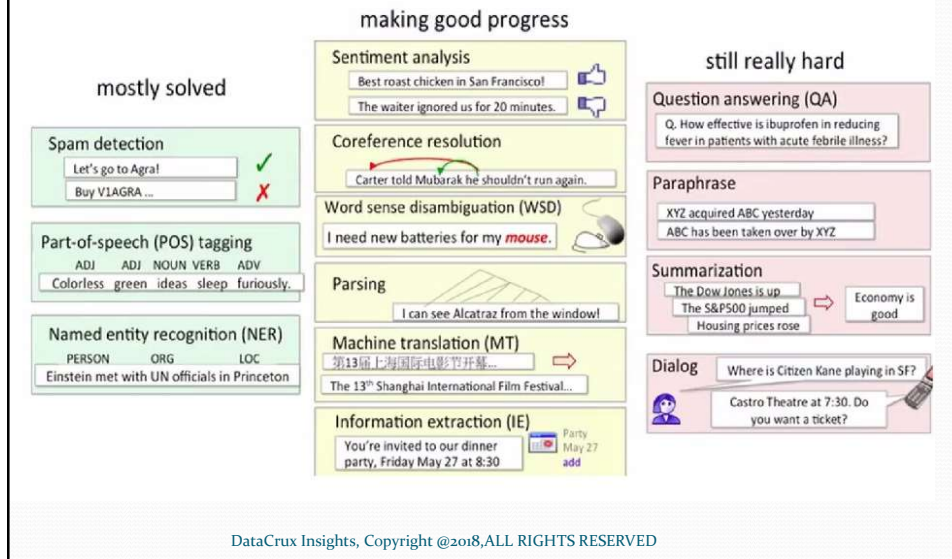 making good progress
mostly solved
still really hard
Spam detection
Let's go to Agra!
Buy V1AGRA ...
Part-of-speech (POS) tagging
ADJ ADJ NOUN VERB ADV
Colorless green ideas sleep furiously.
Named entity recognition (NER)
PERSON ORG LOC
Einstein met with UN officials in Princeton
Sentiment analysis
Best roast chicken in San Francisco!
The waiter ignored us for 20 minutes.
Coreference resolution
Carter told Mubarak he shouldn't run again.
Word sense disambiguation (WSD)
I need new batteries for my mouse.
Parsing
I can see Alcatraz from the window!
Machine translation (MT)
第13届上海国际电影节开幕...
The 13th Shanghai International Film Festival...
Information extraction (IE)
You're invited to our dinner
party, Friday May 27 at 8:30
Party
May 27
add
Question answering (QA)
Q. How effective is ibuprofen in reducing
fever in patients with acute febrile illness?
Paraphrase
XYZ acquired ABC yesterday
ABC has been taken over by XYZ
Summarization
The Dow Jones is up
The S&P500 jumped
Housing prices rose
Economy is
good
Dialog
Where is Citizen Kane playing in SF?
Castro Theatre at 7:30. Do
you want a ticket?
DataCrux Insights, Copyright @2018,ALL RIGHTS RESERVED